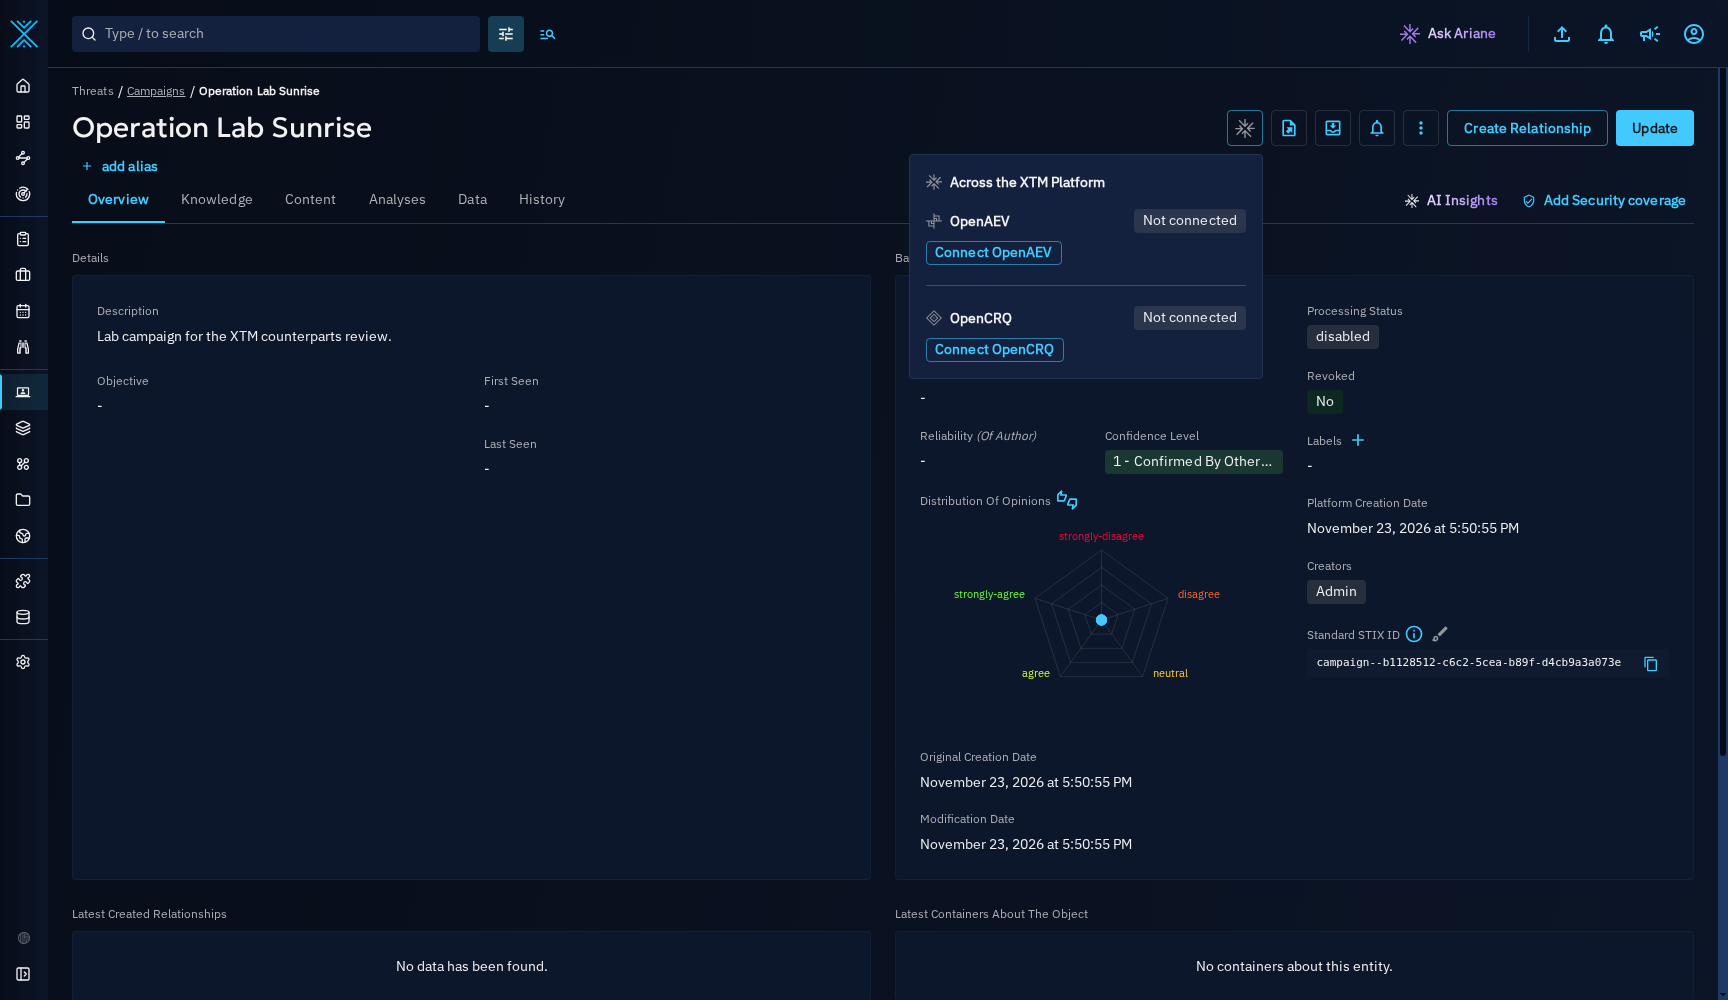 Type / to search
Ask Ariane
Threats / Campaigns / Operation Lab Sunrise
Operation Lab Sunrise
Create Relationship
Update
add alias
Overview
Knowledge
Content
Analyses
Data
History
AI Insights
Add Security coverage
Across the XTM Platform
OpenAEV
Not connected
Connect OpenAEV
OpenCRQ
Not connected
Connect OpenCRQ
Details
Description
Lab campaign for the XTM counterparts review.
Objective
-
First Seen
-
Last Seen
-
Ba
-
Reliability (Of Author)
-
Confidence Level
1 - Confirmed By Other...
Distribution Of Opinions
strongly-disagree
strongly-agree
disagree
agree
neutral
Original Creation Date
November 23, 2026 at 5:50:55 PM
Modification Date
November 23, 2026 at 5:50:55 PM
Processing Status
disabled
Revoked
No
Labels
-
Platform Creation Date
November 23, 2026 at 5:50:55 PM
Creators
Admin
Standard STIX ID
campaign--b1128512-c6c2-5cea-b89f-d4cb9a3a073e
Latest Created Relationships
No data has been found.
Latest Containers About The Object
No containers about this entity.